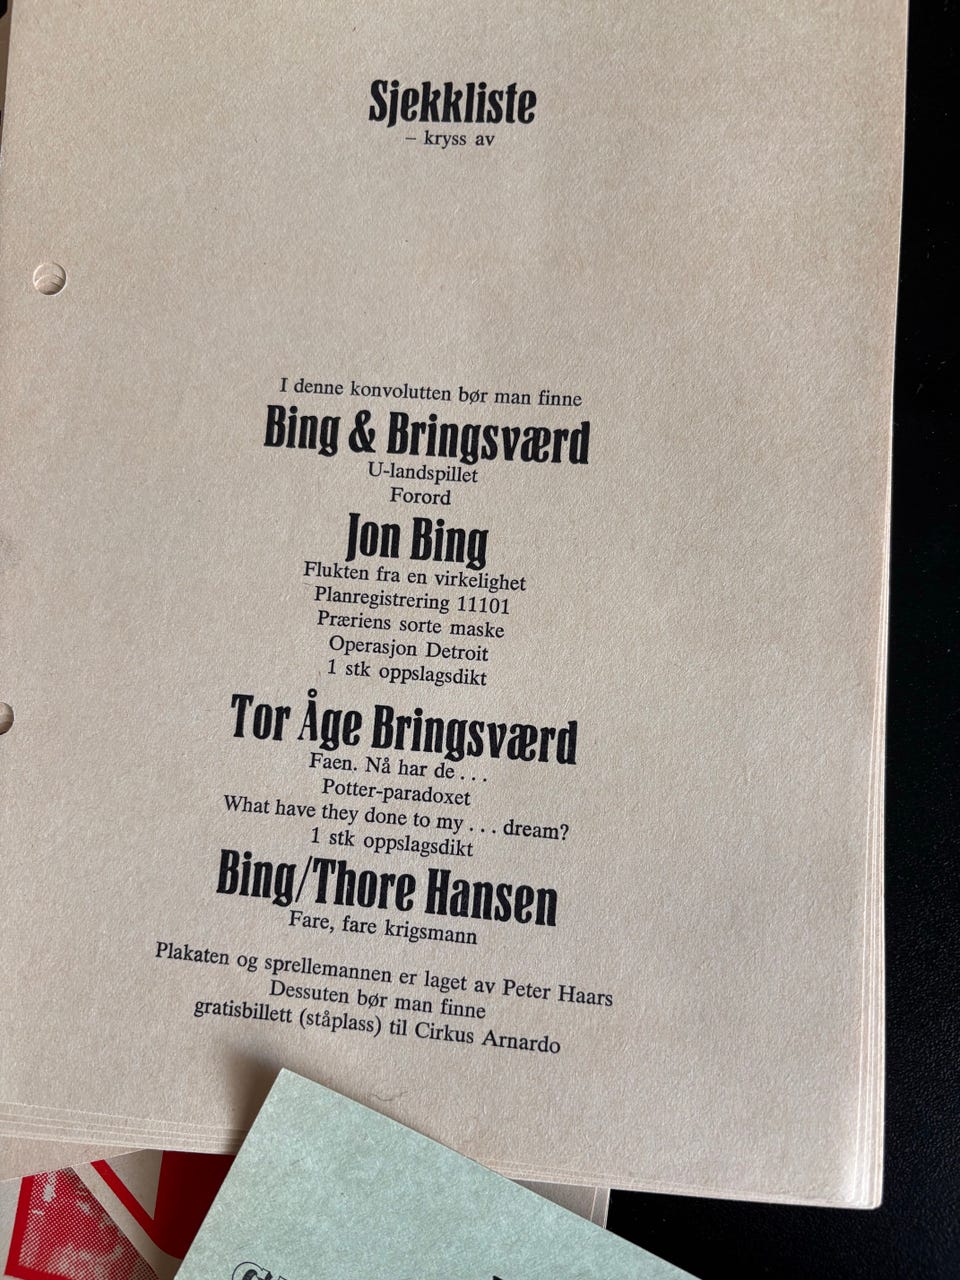 Sjekkliste
– kryss av
I denne konvolutten bør man finne
Bing & Bringsværd
U-landspillet
Forord
Jon Bing
Flukten fra en virkelighet
Planregistrering 11101
Præriens sorte maske
Operasjon Detroit
1 stk oppslagsdikt
Tor Åge Bringsværd
Faen. Nå har de . . .
Potter-paradoxet
What have they done to my . . . dream?
1 stk oppslagsdikt
Bing/Thore Hansen
Fare, fare krigsmann
Plakaten og sprellemannen er laget av Peter Haars
Dessuten bør man finne
gratisbillett (ståplass) til Cirkus Arnardo